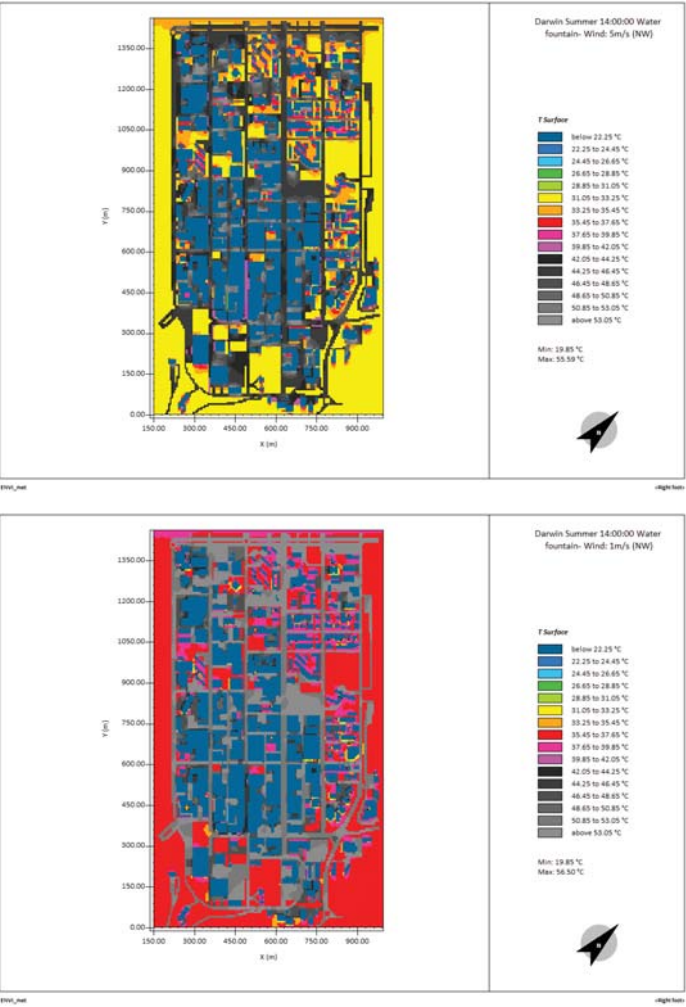 Darwin Summer 14:00:00 Water
fountain- Wind: 5m/s (NW)
T Surface
below 22.25 °C
22.25 to 24.45 °C
24.45 to 26.65 °C
26.65 to 28.85 °C
28.85 to 31.05 °C
31.05 to 33.25 °C
33.25 to 35.45 °C
35.45 to 37.65 °C
37.65 to 39.85 °C
39.85 to 42.05 °C
42.05 to 44.25 °C
44.25 to 46.45 °C
46.45 to 48.65 °C
48.65 to 50.85 °C
50.85 to 53.05 °C
above 53.05 °C
Min: 19.85 °C
Max: 55.59 °C
N
Y (m)
1350.00
1200.00
1050.00
900.00
750.00
600.00
450.00
300.00
150.00
0.00
150.00 300.00 450.00 600.00 750.00 900.00
X (m)
ENVI_met
<Right foot>
Darwin Summer 14:00:00 Water
fountain- Wind: 1m/s (NW)
T Surface
below 22.25 °C
22.25 to 24.45 °C
24.45 to 26.65 °C
26.65 to 28.85 °C
28.85 to 31.05 °C
31.05 to 33.25 °C
33.25 to 35.45 °C
35.45 to 37.65 °C
37.65 to 39.85 °C
39.85 to 42.05 °C
42.05 to 44.25 °C
44.25 to 46.45 °C
46.45 to 48.65 °C
48.65 to 50.85 °C
50.85 to 53.05 °C
above 53.05 °C
Min: 19.85 °C
Max: 56.50 °C
N
Y (m)
1350.00
1200.00
1050.00
900.00
750.00
600.00
450.00
300.00
150.00
0.00
150.00 300.00 450.00 600.00 750.00 900.00
X (m)
ENVI_met
<Right foot>